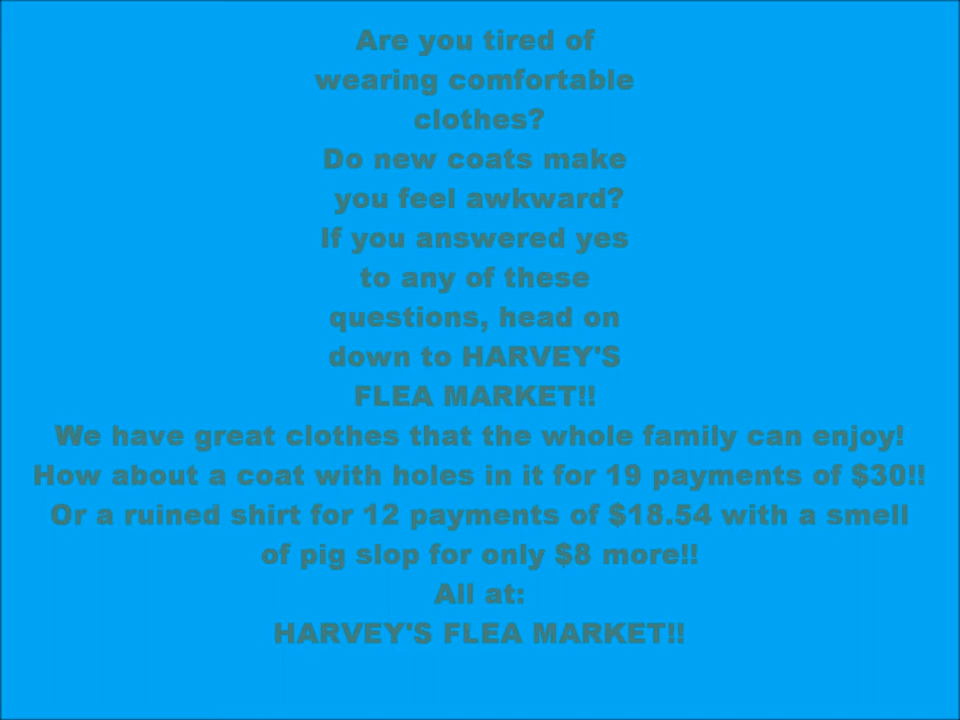 Are you tired of
wearing comfortable
clothes?
Do new coats make
you feel awkward?
If you answered yes
to any of these
questions, head on
down to HARVEY'S
FLEA MARKET!!
We have great clothes that the whole family can enjoy!
How about a coat with holes in it for 19 payments of $30!!
Or a ruined shirt for 12 payments of $18.54 with a smell
of pig slop for only $8 more!!
All at:
HARVEY'S FLEA MARKET!!